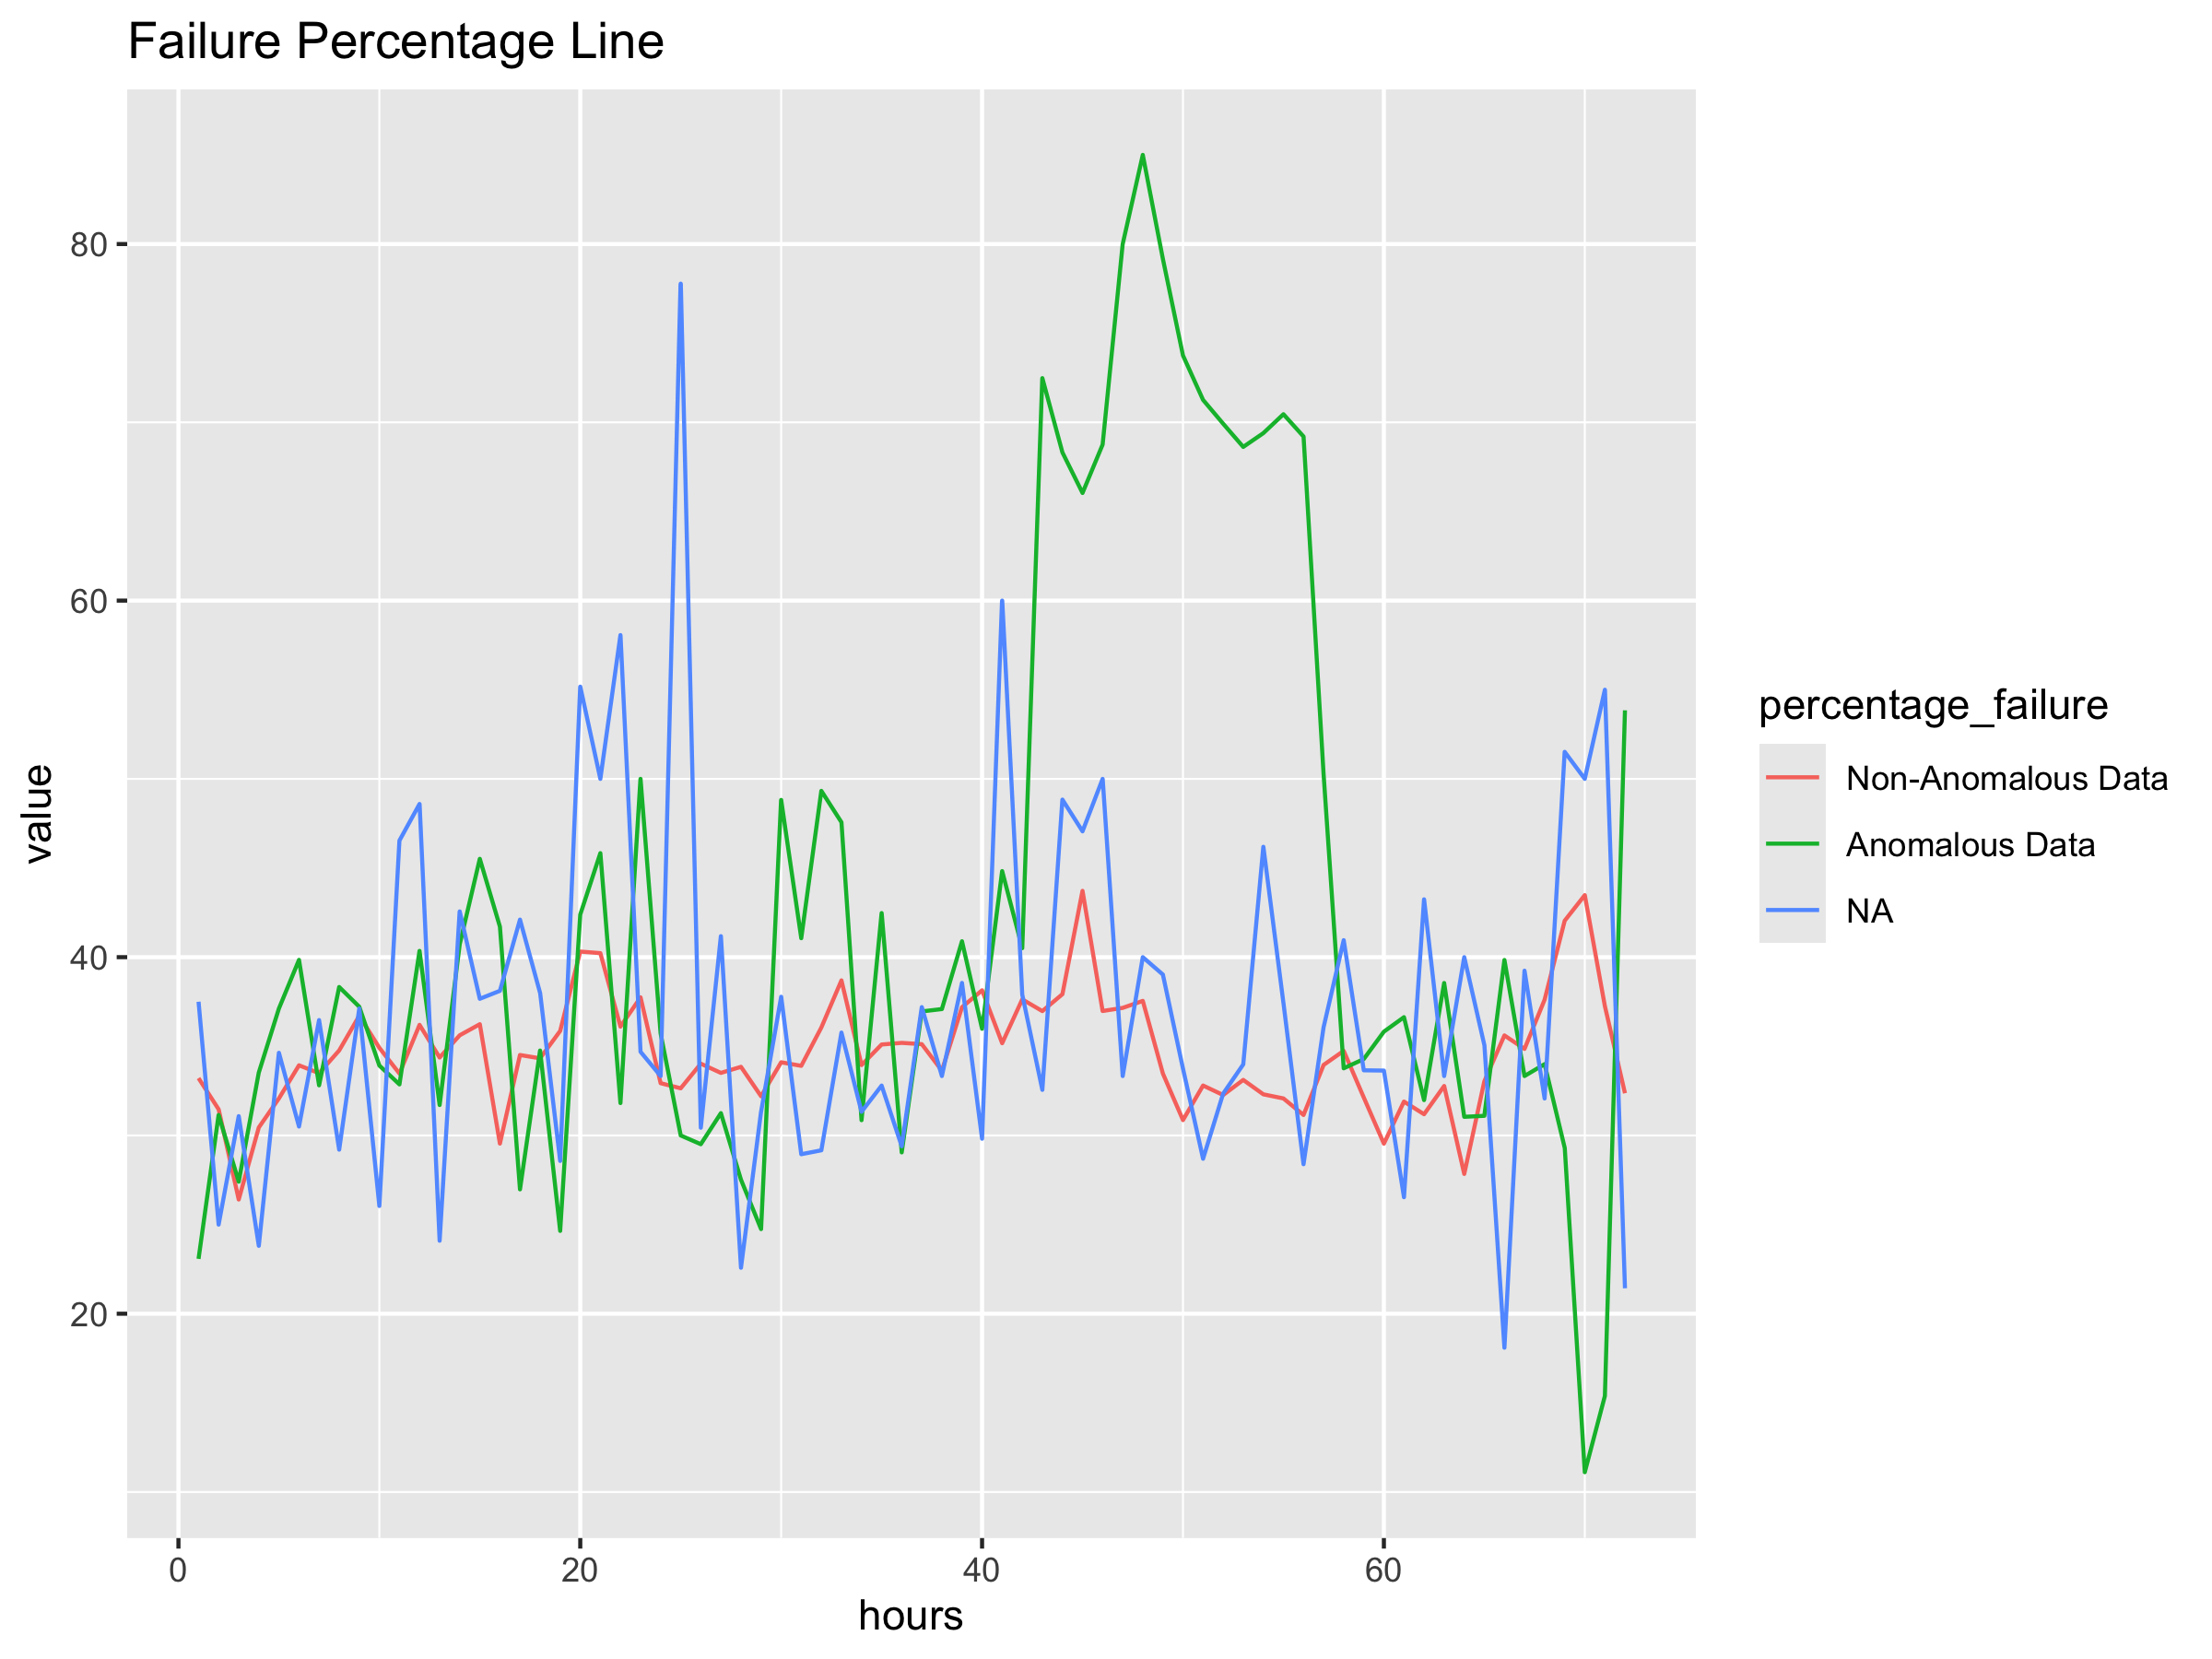 Failure Percentage Line
value
80
60
40
20
0
20
40
60
hours
percentage_failure
Non-Anomalous Data
Anomalous Data
NA